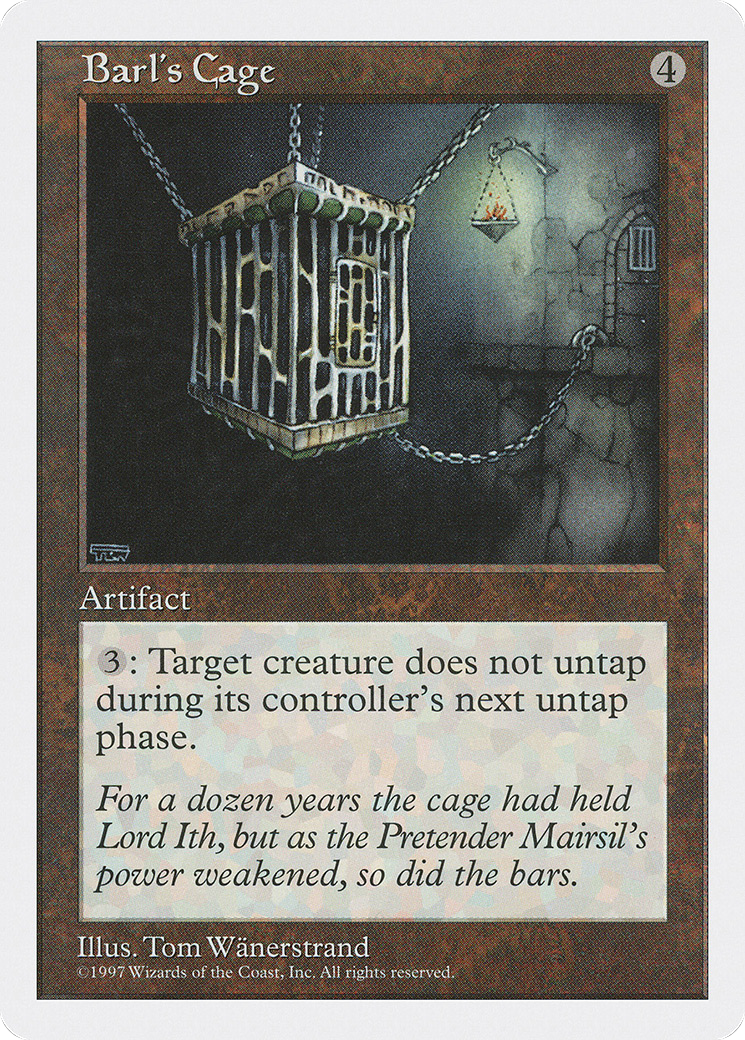 Barl's Cage
4
Artifact
3: Target creature does not untap
during its controller's next untap
phase.
For a dozen years the cage had held
Lord Ith, but as the Pretender Mairsil's
power weakened, so did the bars.
Illus. Tom Wänerstrand
©1997 Wizards of the Coast, Inc. All rights reserved.